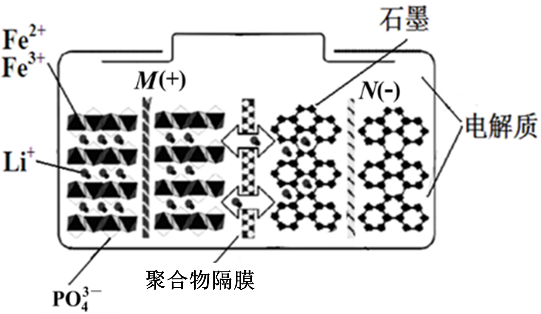 Fe²⁺
Fe³⁺
石墨
M(+)
N(-)
电解质
Li⁺
聚合物隔膜
PO₄³⁻